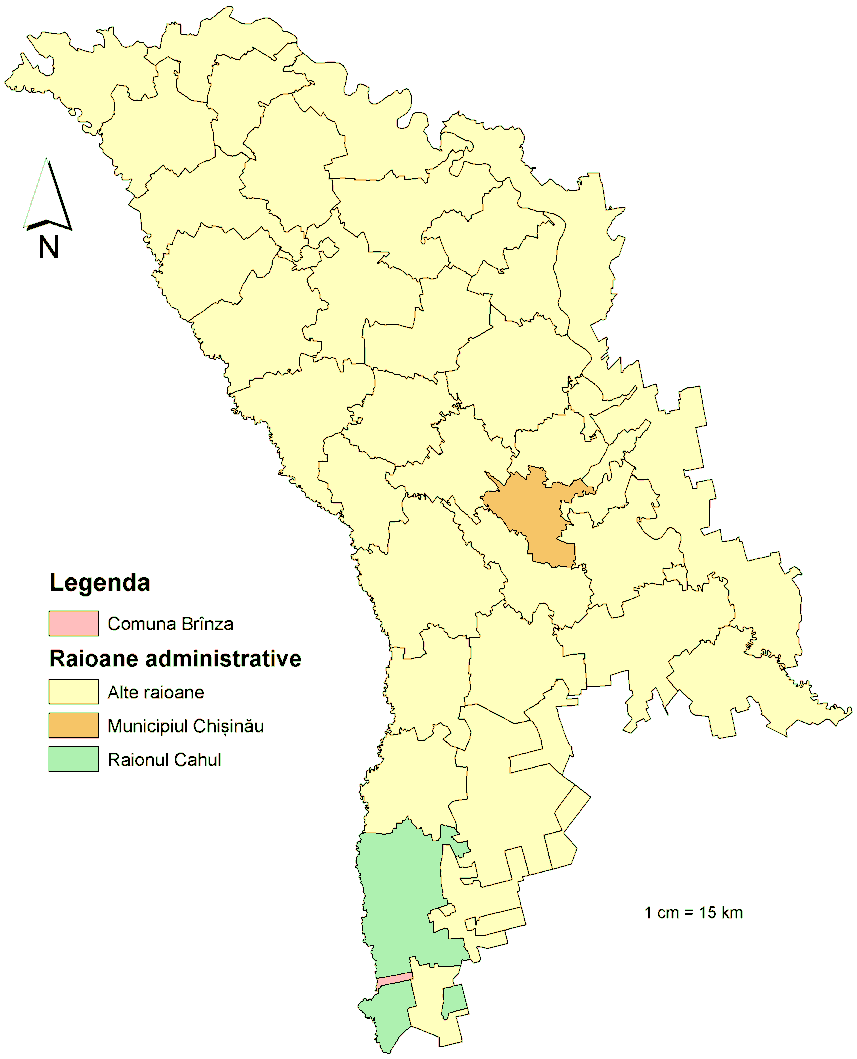 N
Legenda
Comuna Brînza
Raioane administrative
Alte raioane
Municipiul Chișinău
Raionul Cahul
1 cm = 15 km